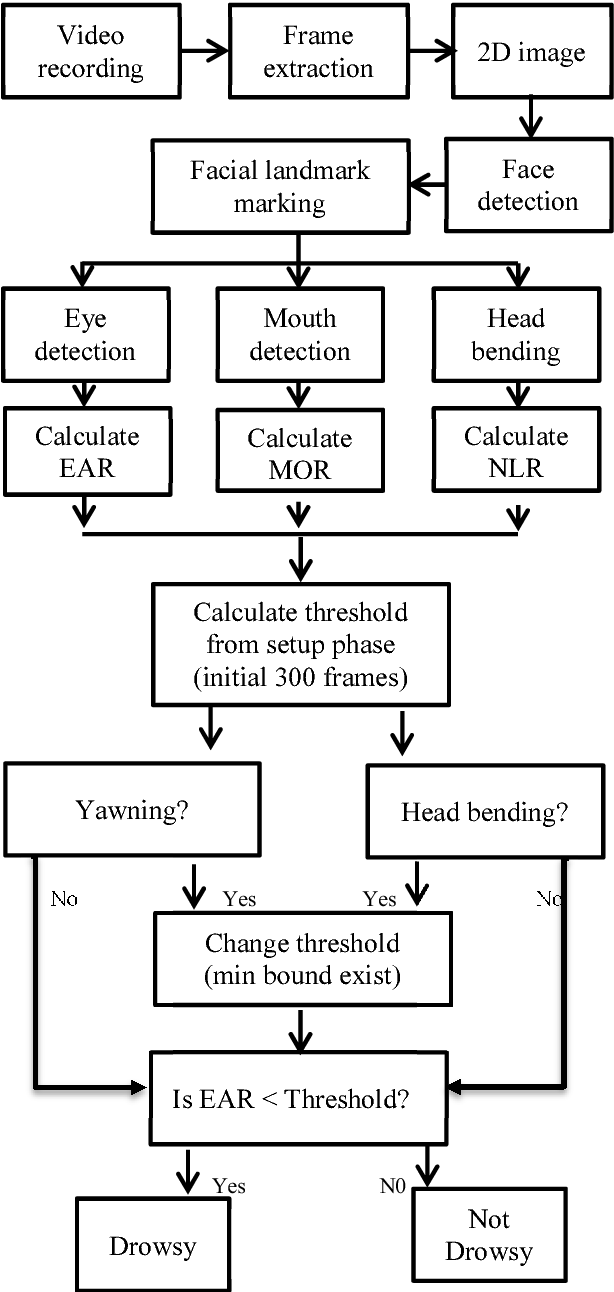 Video
recording
Frame
extraction
2D image
Facial landmark
marking
Face
detection
Eye
detection
Mouth
detection
Head
bending
Calculate
EAR
Calculate
MOR
Calculate
NLR
Calculate threshold
from setup phase
(initial 300 frames)
Yawning?
Head bending?
No
Yes
Yes
No
Change threshold
(min bound exist)
Is EAR < Threshold?
Yes
N0
Drowsy
Not
Drowsy